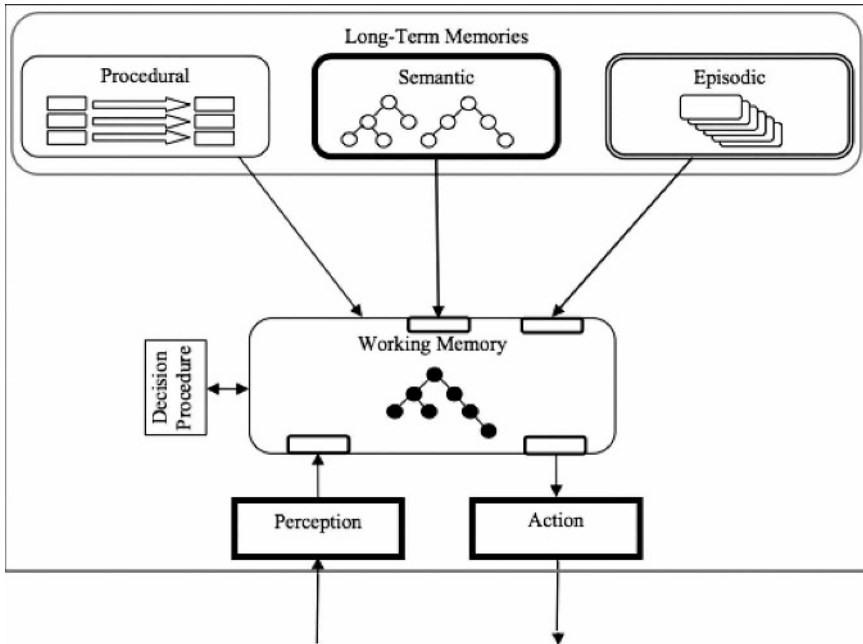 Long-Term Memories
Procedural
Semantic
Episodic
Working Memory
Decision
Procedure
Perception
Action